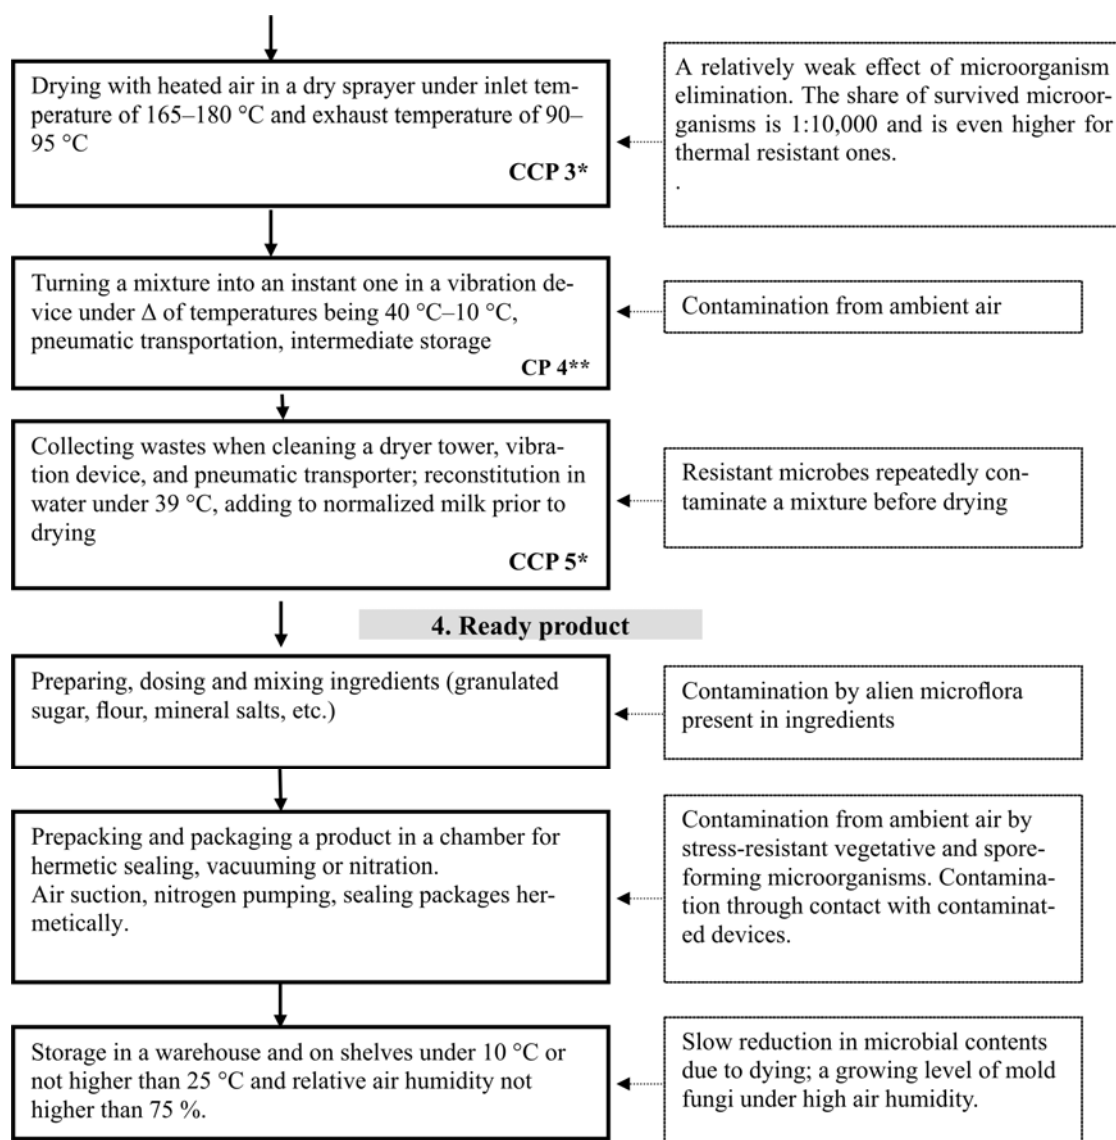 Drying with heated air in a dry sprayer under inlet tem-
perature of 165–180 °C and exhaust temperature of 90–
95 °C
CCP 3*
A relatively weak effect of microorganism
elimination. The share of survived microor-
ganisms is 1:10,000 and is even higher for
thermal resistant ones.
.
Turning a mixture into an instant one in a vibration de-
vice under Δ of temperatures being 40 °C–10 °C,
pneumatic transportation, intermediate storage
CP 4**
Contamination from ambient air
Collecting wastes when cleaning a dryer tower, vibra-
tion device, and pneumatic transporter; reconstitution in
water under 39 °C, adding to normalized milk prior to
drying
CCP 5*
Resistant microbes repeatedly con-
taminate a mixture before drying
4. Ready product
Preparing, dosing and mixing ingredients (granulated
sugar, flour, mineral salts, etc.)
Contamination by alien microflora
present in ingredients
Prepacking and packaging a product in a chamber for
hermetic sealing, vacuuming or nitration.
Air suction, nitrogen pumping, sealing packages her-
metically.
Contamination from ambient air by
stress-resistant vegetative and spore-
forming microorganisms. Contamina-
tion through contact with contaminat-
ed devices.
Storage in a warehouse and on shelves under 10 °C or
not higher than 25 °C and relative air humidity not
higher than 75 %.
Slow reduction in microbial contents
due to dying; a growing level of mold
fungi under high air humidity.